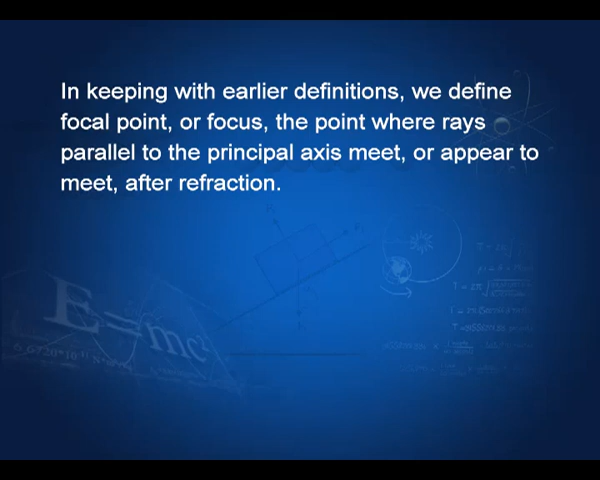 In keeping with earlier definitions, we define
focal point, or focus, the point where rays
parallel to the principal axis meet, or appear to
meet, after refraction.
E=mc²